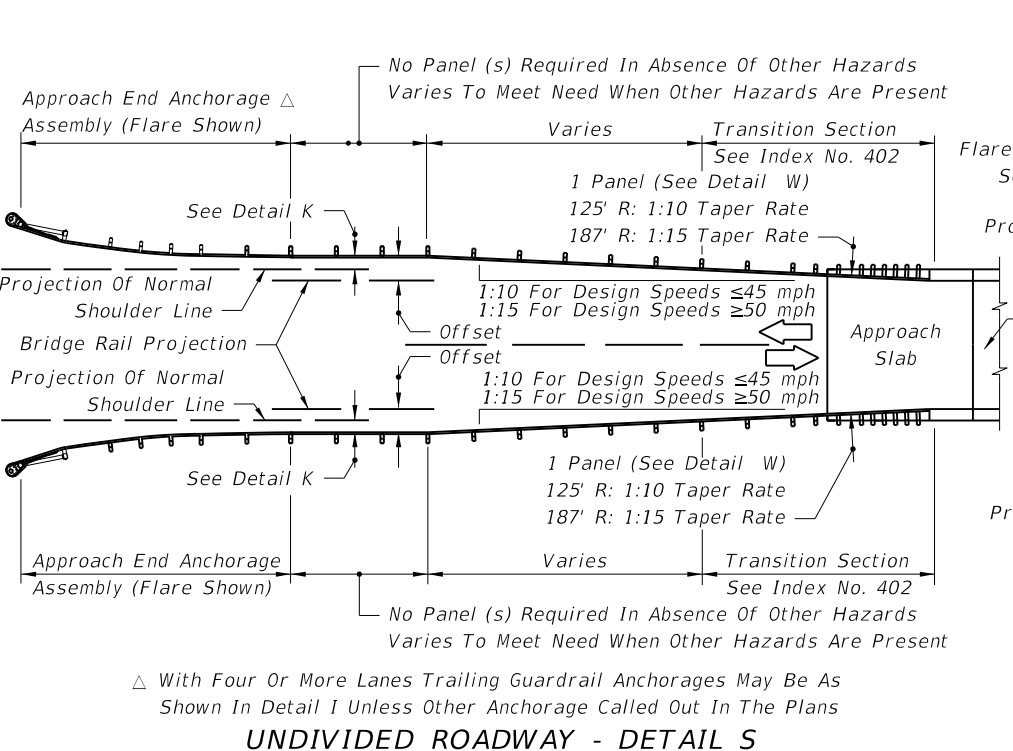 No Panel (s) Required In Absence Of Other Hazards
Varies To Meet Need When Other Hazards Are Present
Approach End Anchorage △
Assembly (Flare Shown)
Varies
Transition Section
See Index No. 402
Flare
1 Panel (See Detail W)
125' R: 1:10 Taper Rate
187' R: 1:15 Taper Rate
See Detail K
Projection Of Normal
Shoulder Line
1:10 For Design Speeds ≤45 mph
1:15 For Design Speeds ≥50 mph
Offset
Bridge Rail Projection
Offset
Approach
Slab
Projection Of Normal
Shoulder Line
1:10 For Design Speeds ≤45 mph
1:15 For Design Speeds ≥50 mph
See Detail K
1 Panel (See Detail W)
125' R: 1:10 Taper Rate
187' R: 1:15 Taper Rate
Approach End Anchorage
Assembly (Flare Shown)
Varies
Transition Section
See Index No. 402
No Panel (s) Required In Absence Of Other Hazards
Varies To Meet Need When Other Hazards Are Present
△ With Four Or More Lanes Trailing Guardrail Anchorages May Be As
Shown In Detail I Unless Other Anchorage Called Out In The Plans
UNDIVIDED ROADWAY - DETAIL S